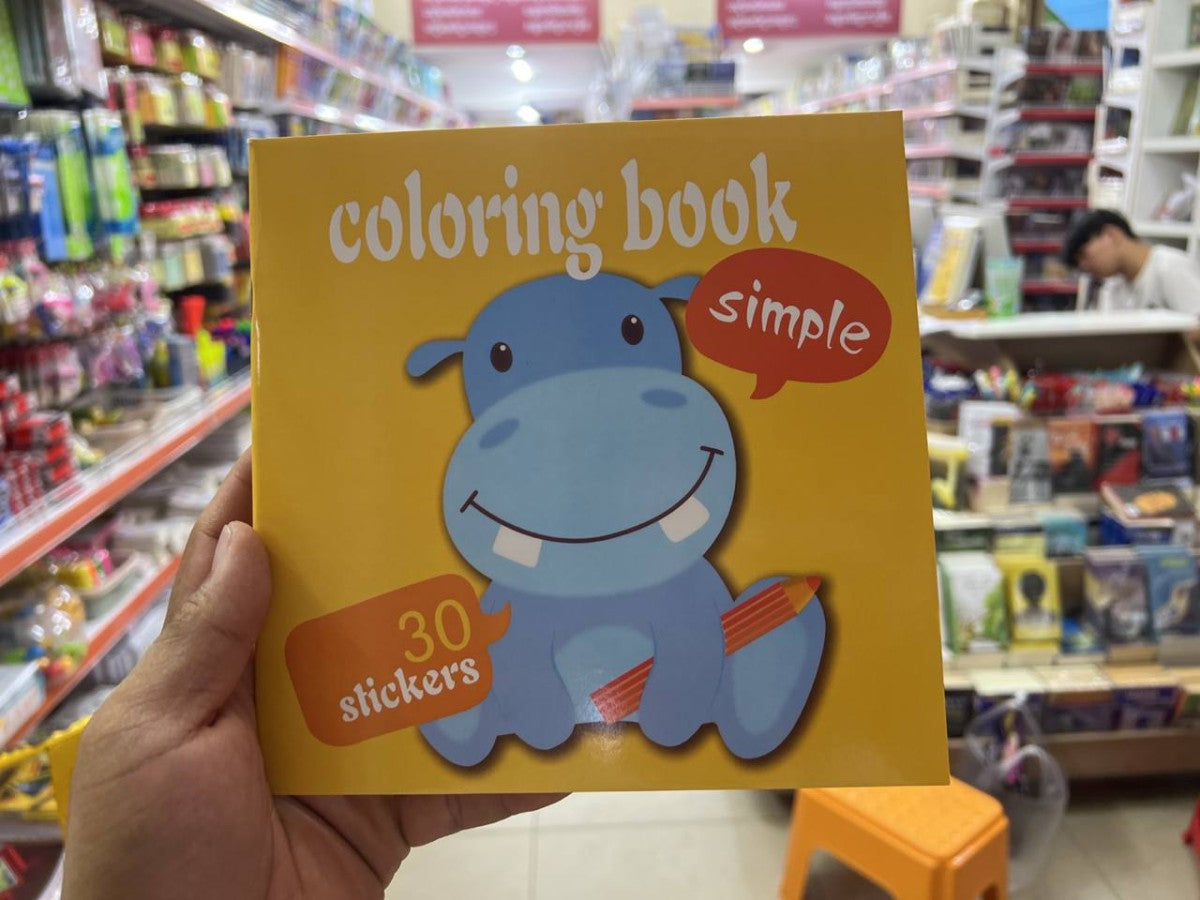 coloring book
simple
30
stickers